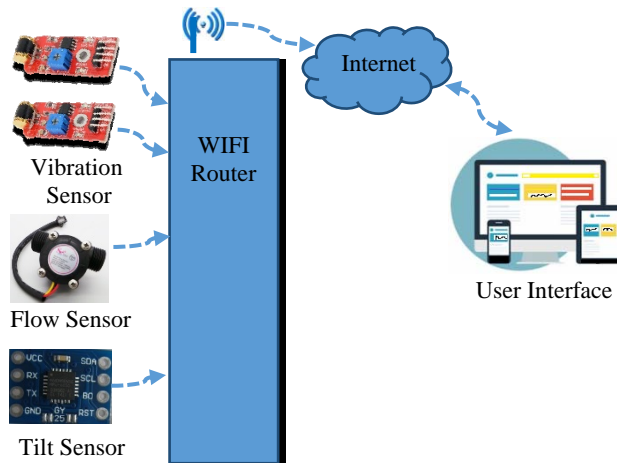 Internet
WIFI
Router
Vibration
Sensor
User Interface
Flow Sensor
VCC
RX
TX
GND
GY
25
SDA
SCL
BO
RST
Tilt Sensor